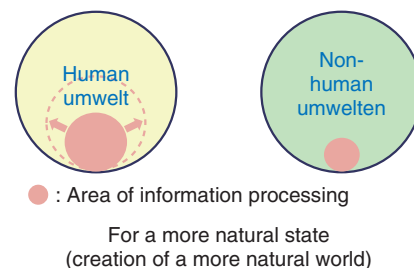 Human
umwelt
Non-
human
umwelten
: Area of information processing
For a more natural state
(creation of a more natural world)